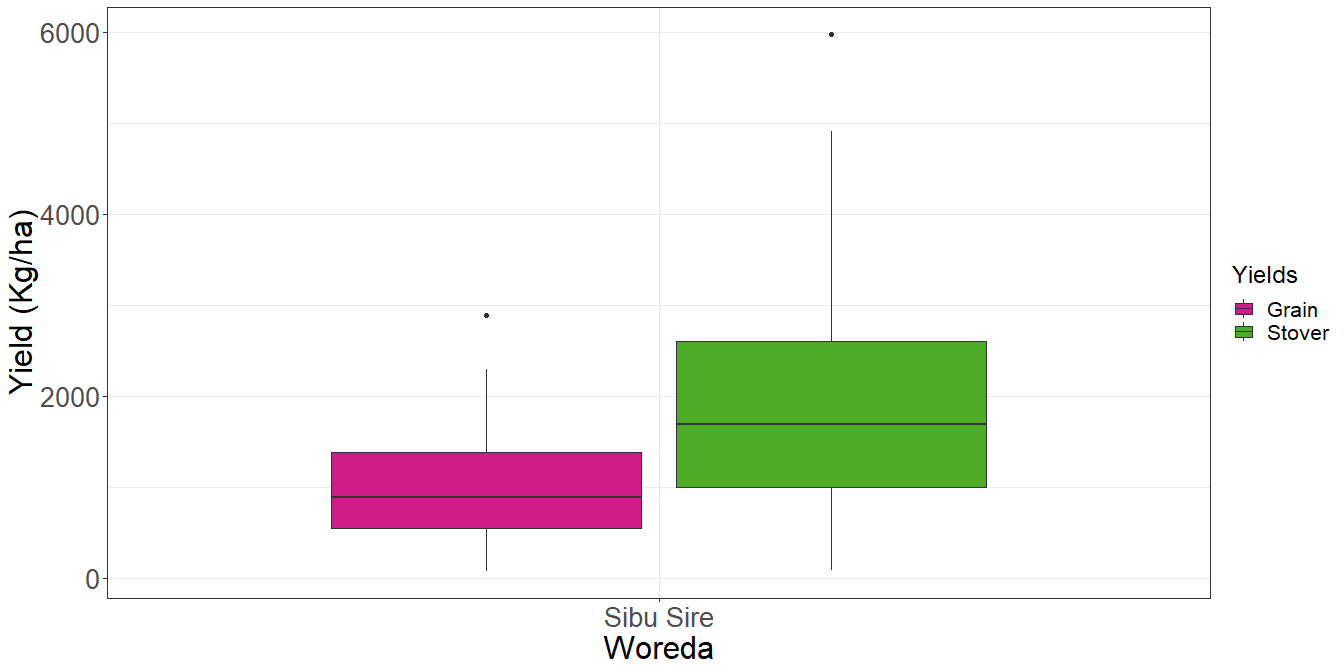 Yield (Kg/ha)
6000
4000
2000
0
Sibu Sire
Woreda
Yields
Grain
Stover